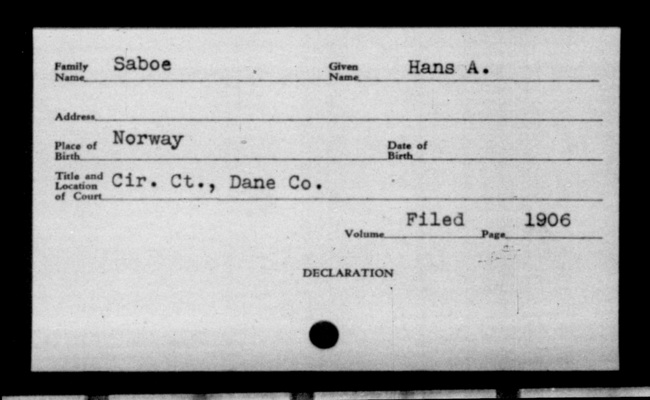 Family Name Saboe Given Name Hans A.
Address
Place of Birth Norway Date of Birth
Title and Location of Court Cir. Ct., Dane Co.
Volume Filed Page 1906
DECLARATION